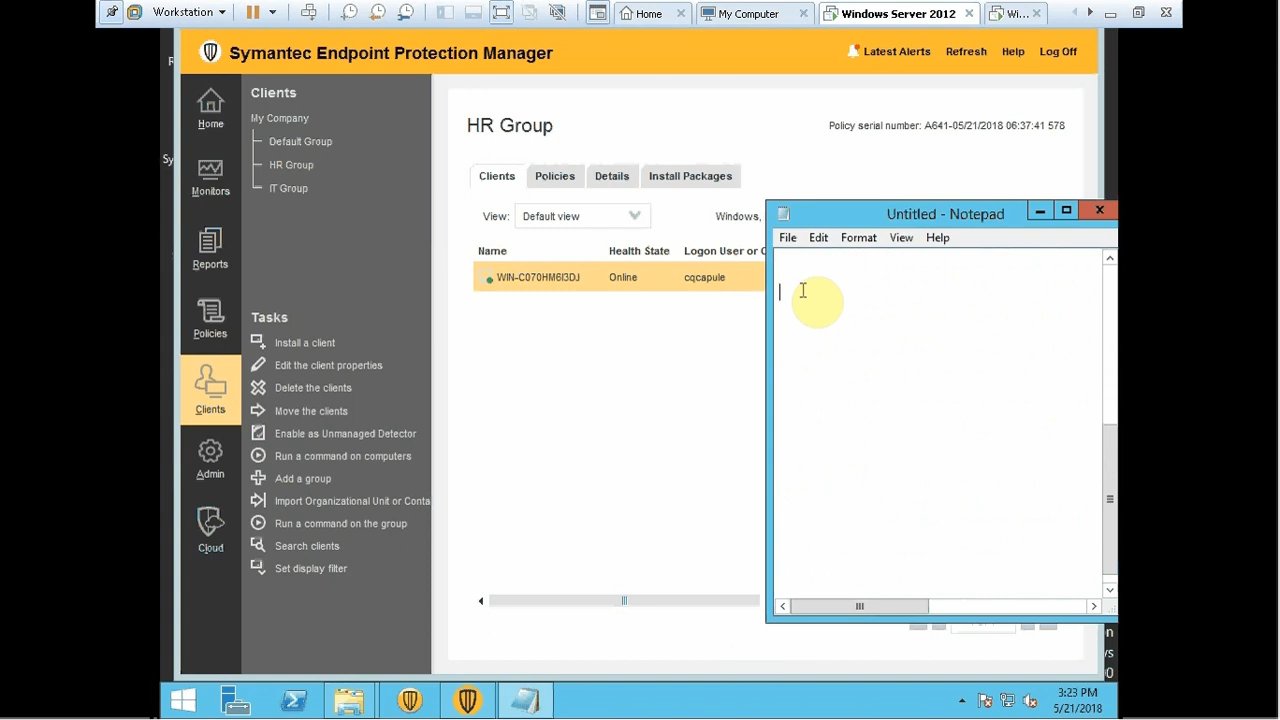 Workstation
Home
My Computer
Windows Server 2012
Wi...
Symantec Endpoint Protection Manager
Latest Alerts
Refresh
Help
Log Off
Home
Monitors
Reports
Policies
Clients
Admin
Cloud
Clients
My Company
Default Group
HR Group
IT Group
Tasks
Install a client
Edit the client properties
Delete the clients
Move the clients
Enable as Unmanaged Detector
Run a command on computers
Add a group
Import Organizational Unit or Conta
Run a command on the group
Search clients
Set display filter
HR Group
Policy serial number: A641-05/21/2018 06:37:41 578
Clients
Policies
Details
Install Packages
View:
Default view
Windows,
Name
Health State
Logon User or C
WIN-C070HM6I3DJ
Online
cqcapule
Untitled - Notepad
File
Edit
Format
View
Help
3:23 PM
5/21/2018